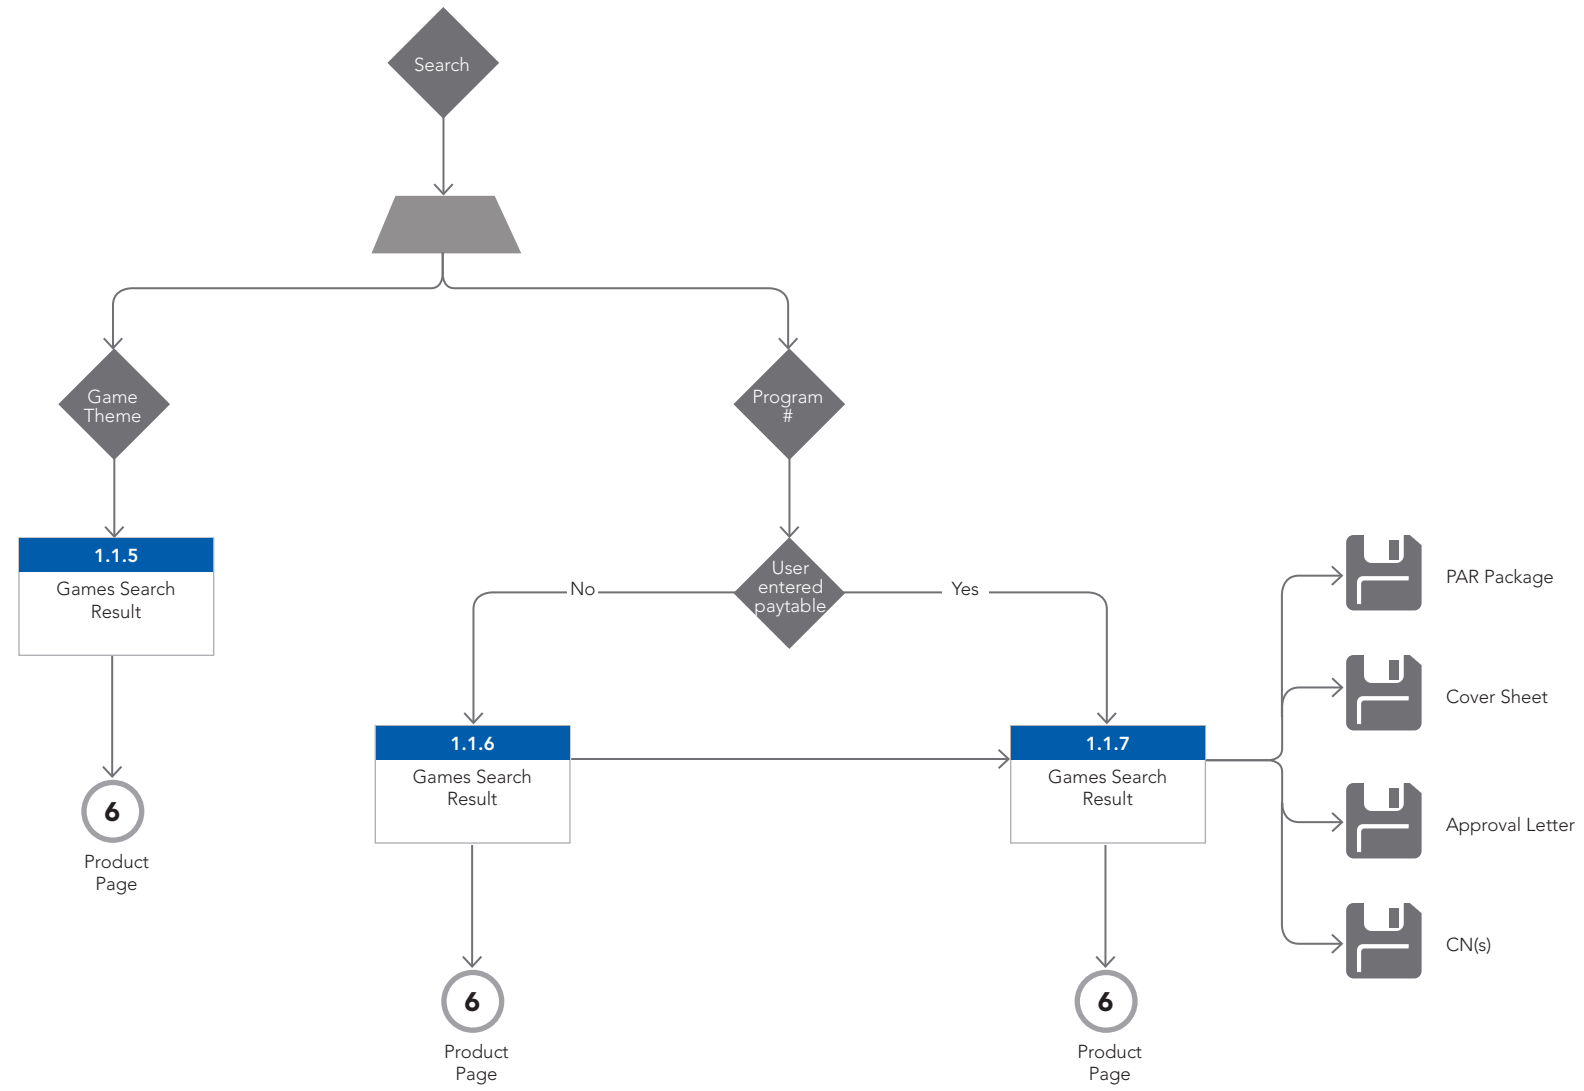 Search
Game
Theme
Program
#
1.1.5
Games Search
Result
User
entered
paytable
No
Yes
PAR Package
Cover Sheet
1.1.6
Games Search
Result
1.1.7
Games Search
Result
6
Product
Page
Approval Letter
CN(s)
6
Product
Page
6
Product
Page